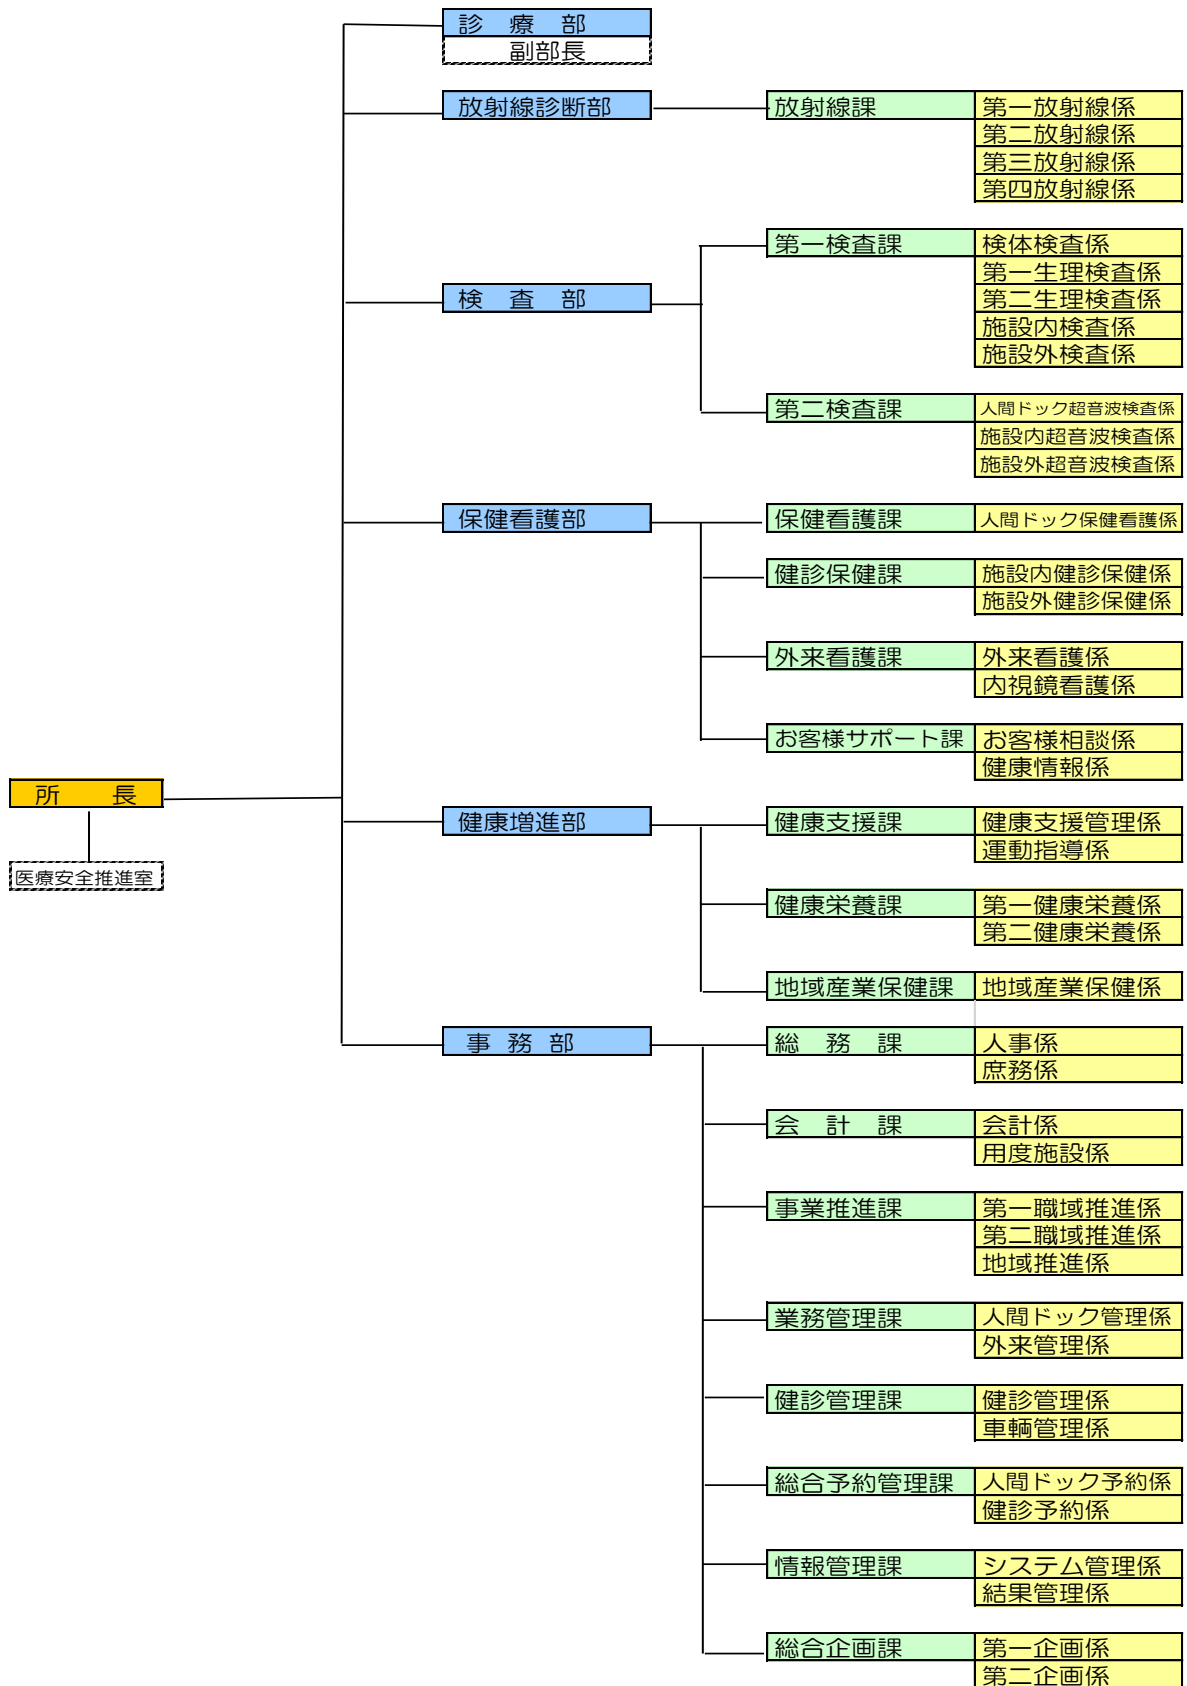 診　療　部
副部長
放射線診断部
放射線課
第一放射線係
第二放射線係
第三放射線係
第四放射線係
検　査　部
第一検査課
検体検査係
第一生理検査係
第二生理検査係
施設内検査係
施設外検査係
第二検査課
人間ドック超音波検査係
施設内超音波検査係
施設外超音波検査係
保健看護部
保健看護課
人間ドック保健看護係
健診保健課
施設内健診保健係
施設外健診保健係
外来看護課
外来看護係
内視鏡看護係
お客様サポート課
お客様相談係
健康情報係
所　　長
医療安全推進室
健康増進部
健康支援課
健康支援管理係
運動指導係
健康栄養課
第一健康栄養係
第二健康栄養係
地域産業保健課
地域産業保健係
事　務　部
総　務　課
人事係
庶務係
会　計　課
会計係
用度施設係
事業推進課
第一職域推進係
第二職域推進係
地域推進係
業務管理課
人間ドック管理係
外来管理係
健診管理課
健診管理係
車輌管理係
総合予約管理課
人間ドック予約係
健診予約係
情報管理課
システム管理係
結果管理係
総合企画課
第一企画係
第二企画係